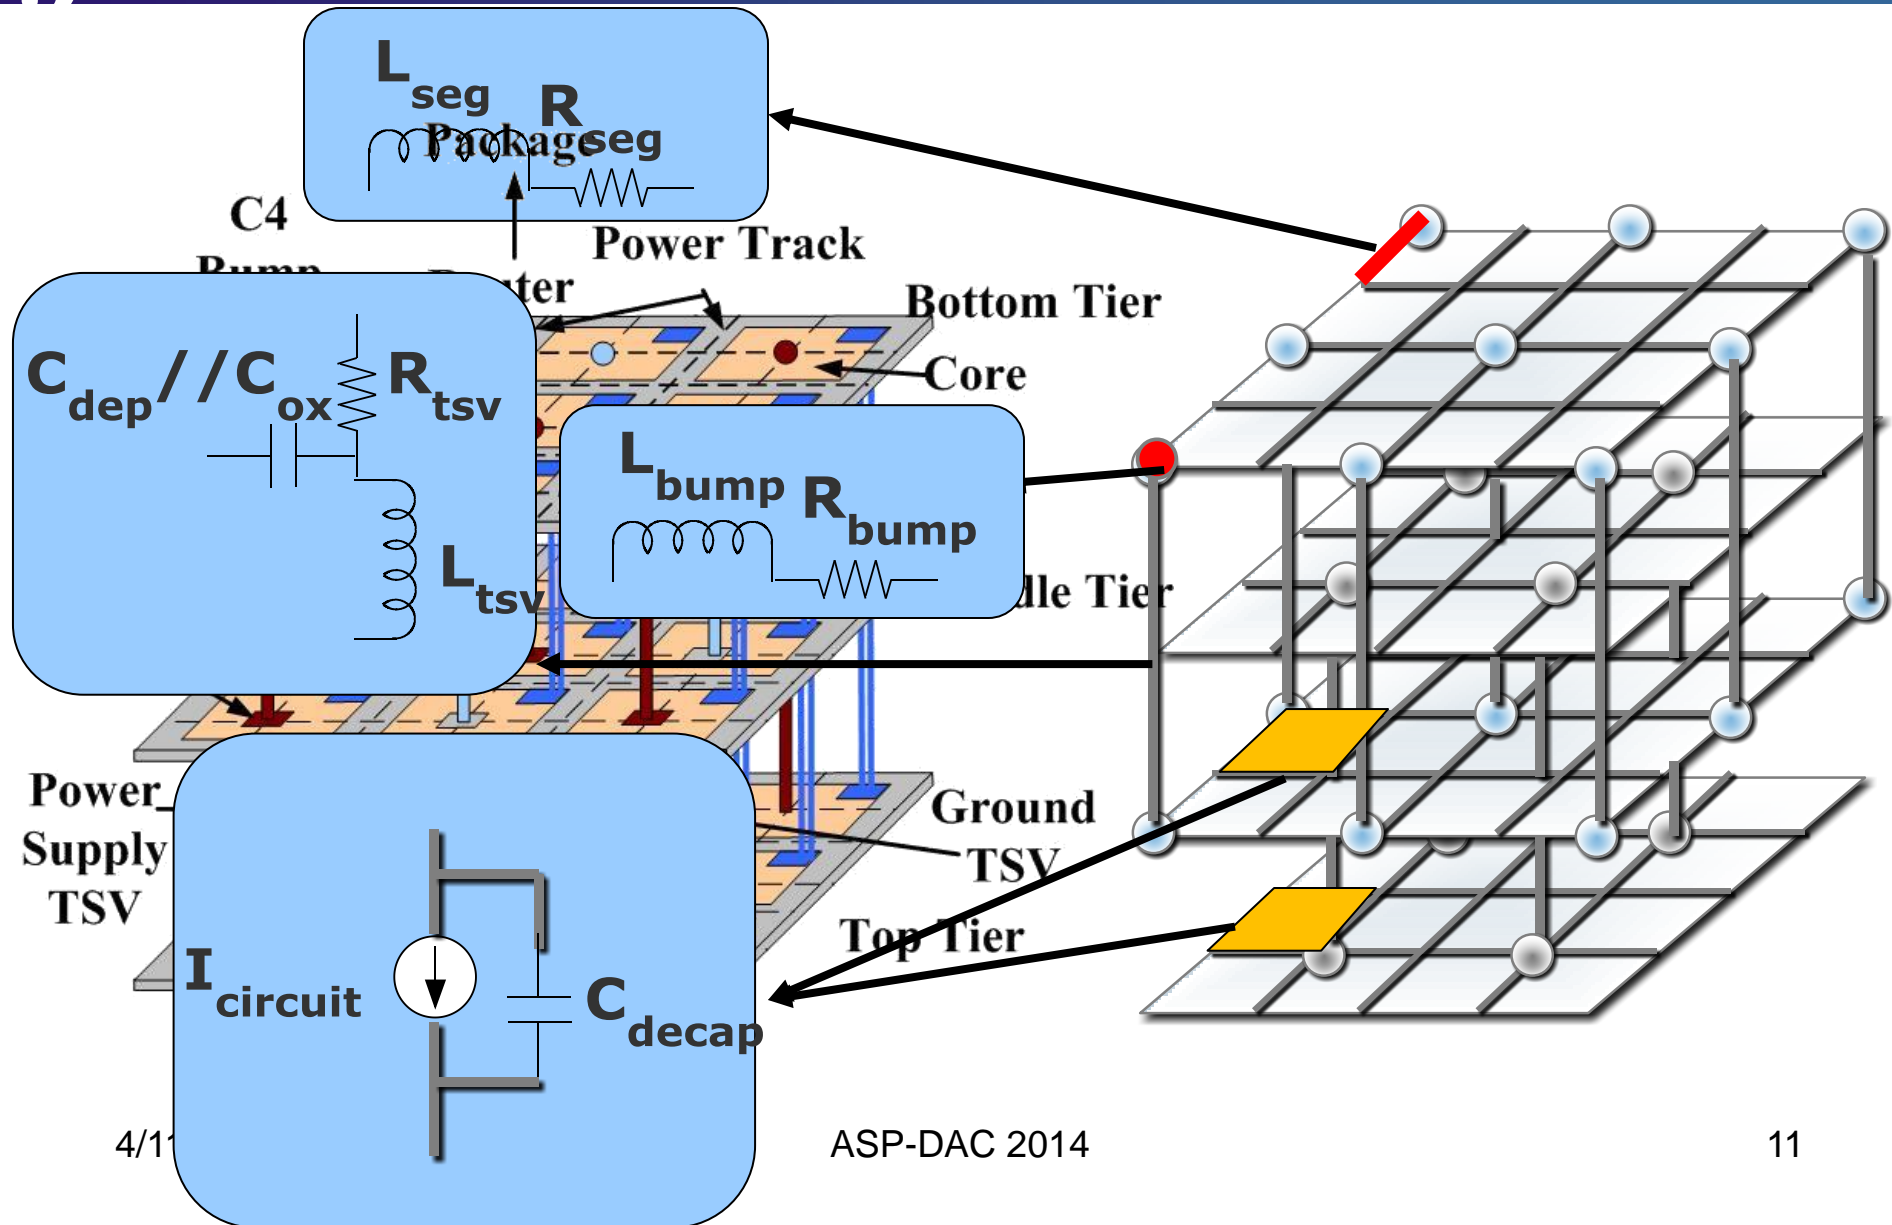 L
seg
R
seg
Package
C4
Power Track
Bottom Tier
C
dep
//C
ox
R
tsv
Core
L
bump
R
bump
L
tsv
Tier
Power
Supply
TSV
Ground
TSV
Top Tier
I
circuit
C
decap
ASP-DAC 2014
11